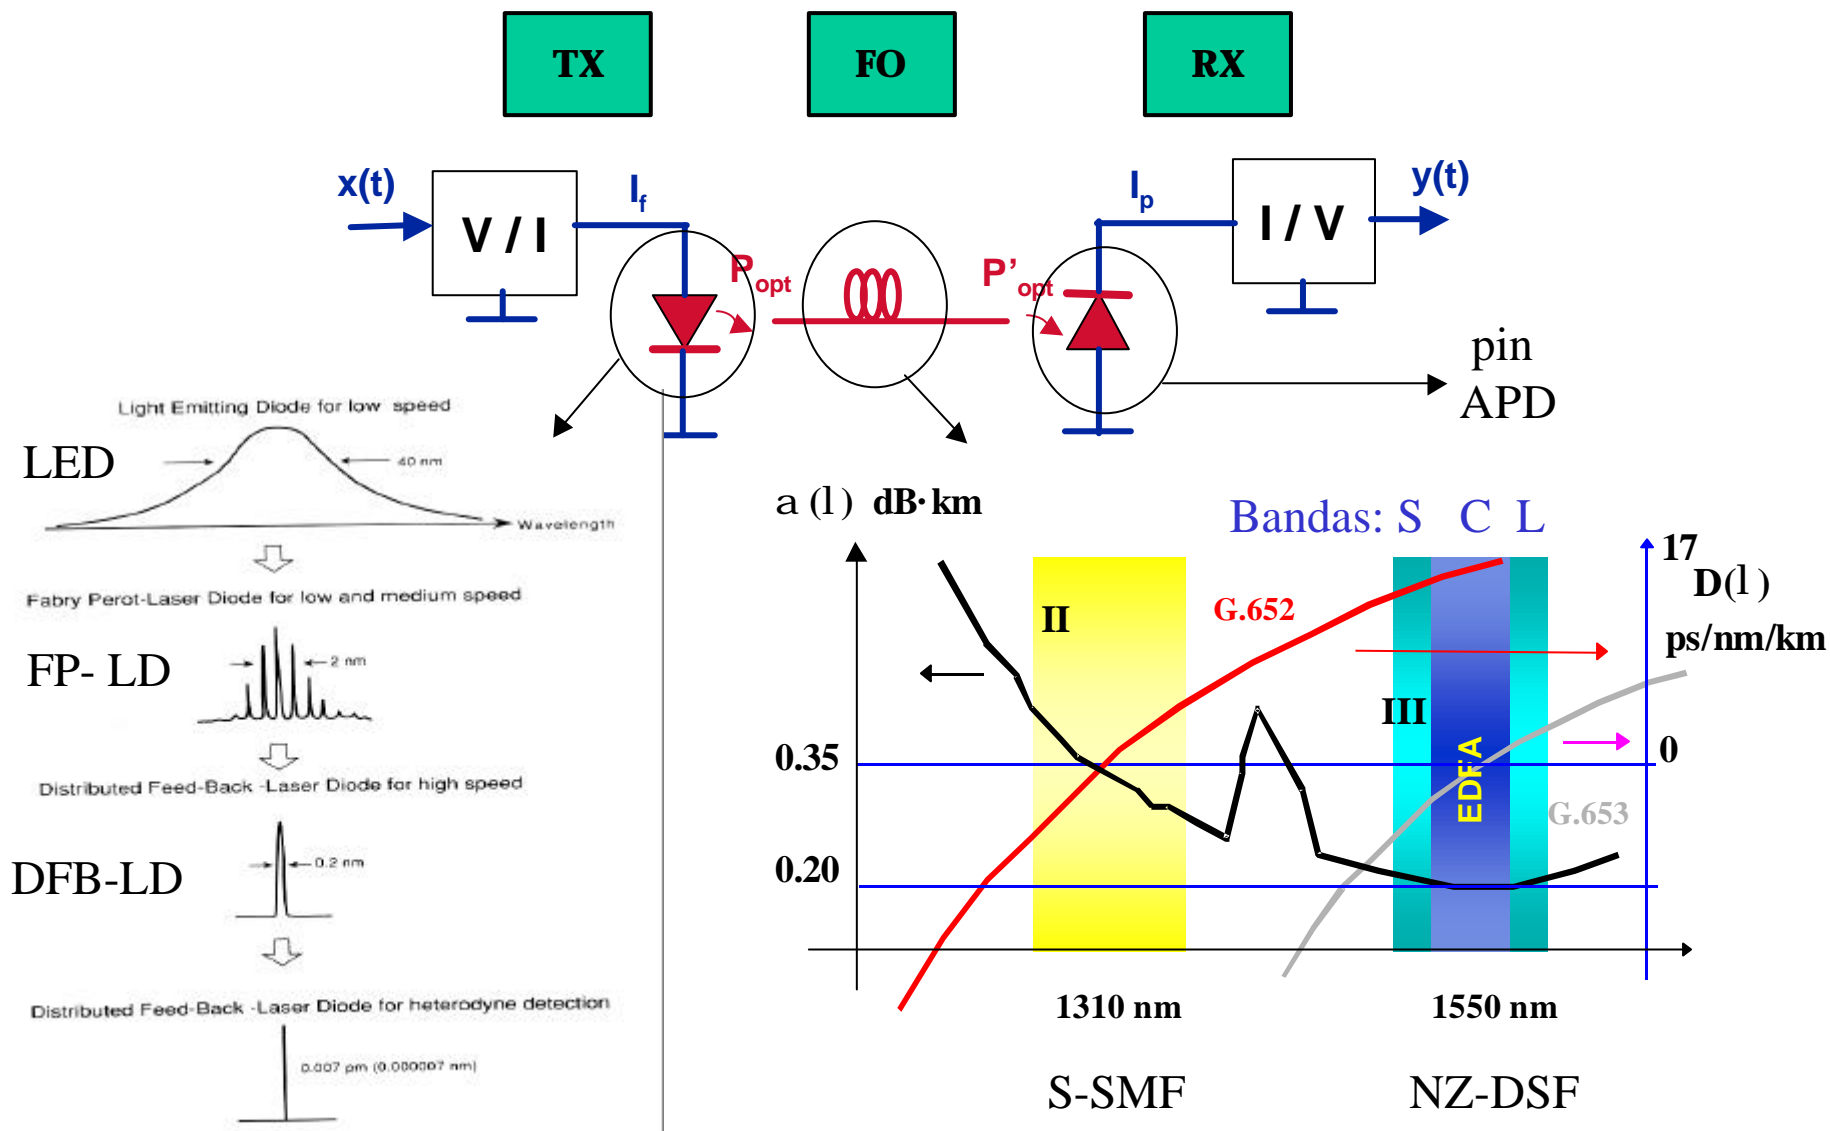 TX
FO
RX
x(t)
V / I
If
Popt
P’opt
Ip
I / V
y(t)
pin
APD
Light Emitting Diode for low speed
LED
40 nm
Wavelength
Fabry Perot-Laser Diode for low and medium speed
FP- LD
2 nm
Distributed Feed-Back -Laser Diode for high speed
DFB-LD
0.2 nm
Distributed Feed-Back -Laser Diode for heterodyne detection
0.007 pm (0.000007 nm)
a (l) dB·km
Bandas: S C L
17
D(l)
ps/nm/km
II
G.652
III
EDFA
0.35
0
G.653
0.20
1310 nm
1550 nm
S-SMF
NZ-DSF